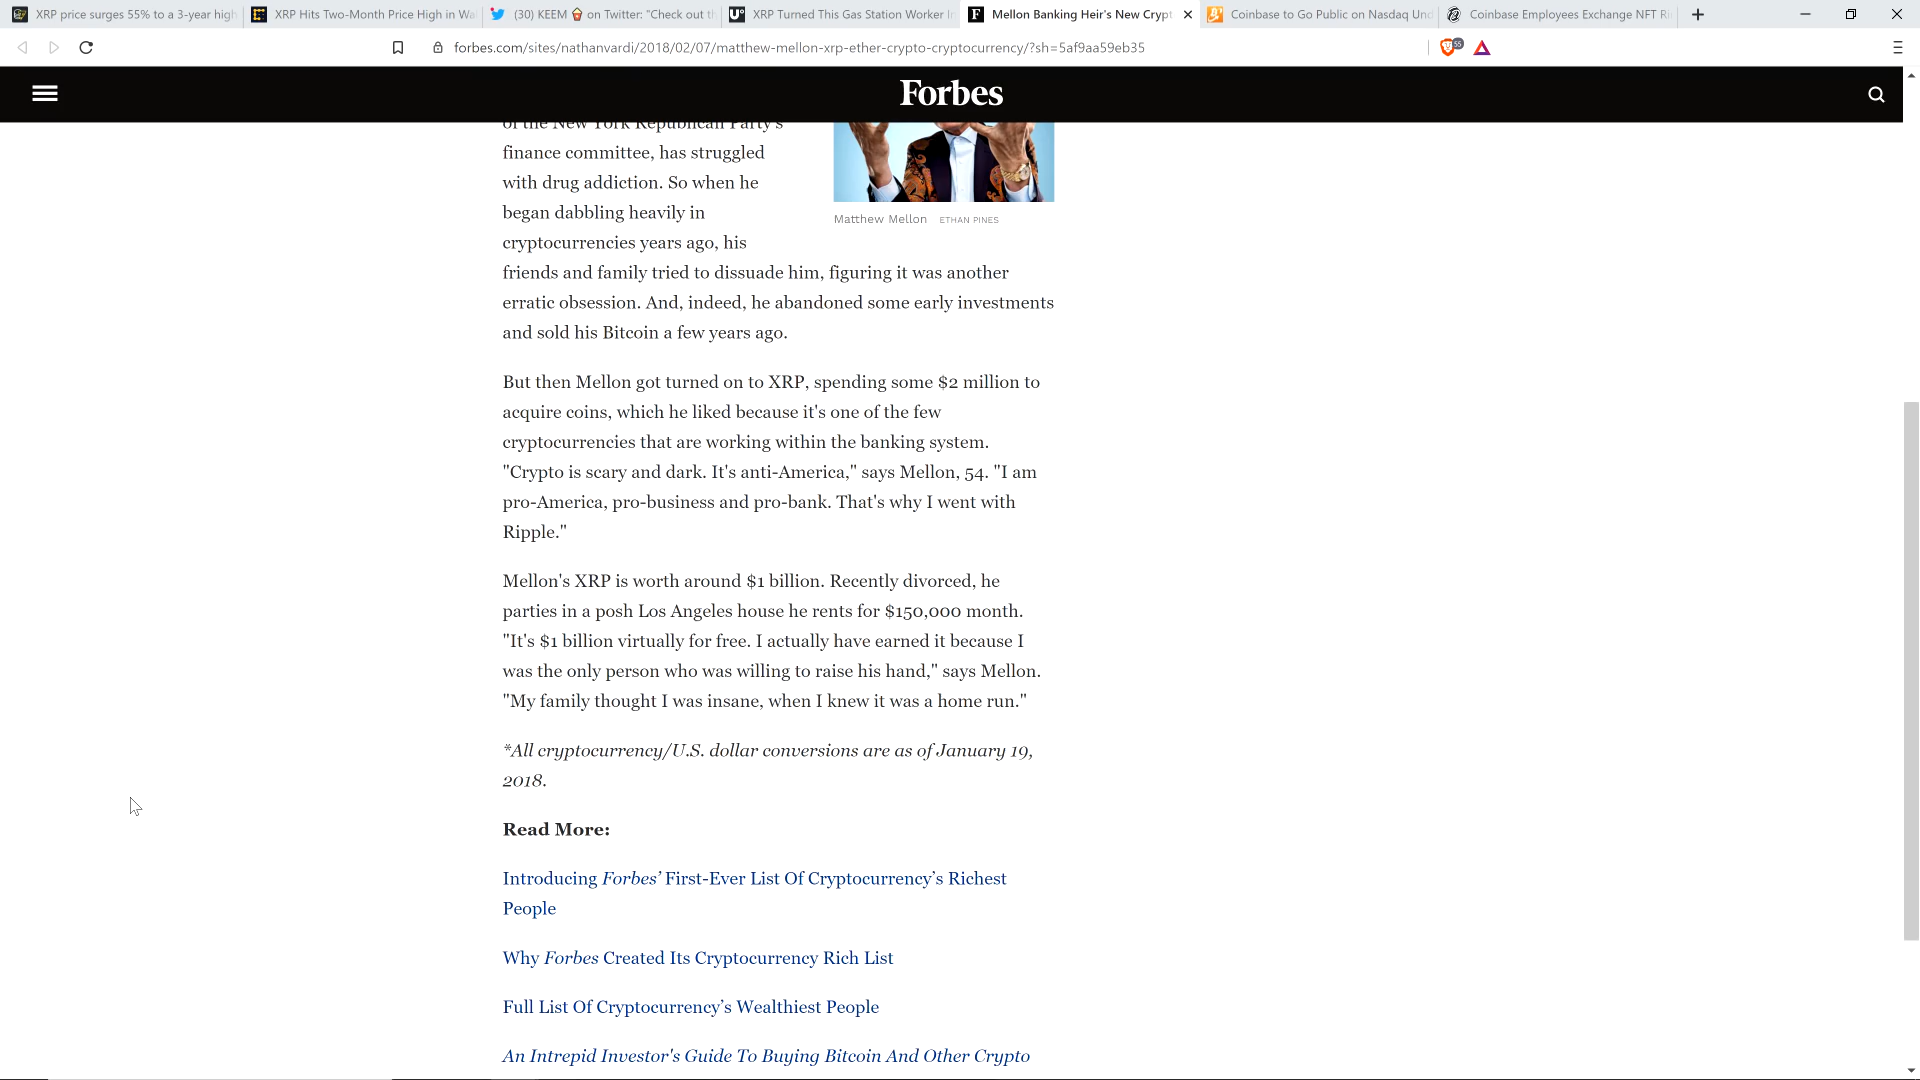 XRP price surges 55% to a 3-year high
XRP Hits Two-Month Price High in Wa
(30) KEEM on Twitter: "Check out t
XRP Turned This Gas Station Worker I
Mellon Banking Heir's New Crypt
Coinbase to Go Public on Nasdaq Und
Coinbase Employees Exchange NFT R
forbes.com/sites/nathanvardi/2018/02/07/matthew-mellon-xrp-ether-crypto-cryptocurrency/?sh=5af9aa59eb35
55
Forbes
of the New York Republican Party's
finance committee, has struggled
with drug addiction. So when he
began dabbling heavily in
cryptocurrencies years ago, his
friends and family tried to dissuade him, figuring it was another
erratic obsession. And, indeed, he abandoned some early investments
and sold his Bitcoin a few years ago.
Matthew Mellon ETHAN PINES
But then Mellon got turned on to XRP, spending some $2 million to
acquire coins, which he liked because it's one of the few
cryptocurrencies that are working within the banking system.
"Crypto is scary and dark. It's anti-America," says Mellon, 54. "I am
pro-America, pro-business and pro-bank. That's why I went with
Ripple."
Mellon's XRP is worth around $1 billion. Recently divorced, he
parties in a posh Los Angeles house he rents for $150,000 month.
"It's $1 billion virtually for free. I actually have earned it because I
was the only person who was willing to raise his hand," says Mellon.
"My family thought I was insane, when I knew it was a home run."
*All cryptocurrency/U.S. dollar conversions are as of January 19,
2018.
Read More:
Introducing Forbes' First-Ever List Of Cryptocurrency's Richest
People
Why Forbes Created Its Cryptocurrency Rich List
Full List Of Cryptocurrency's Wealthiest People
An Intrepid Investor's Guide To Buying Bitcoin And Other Crypto